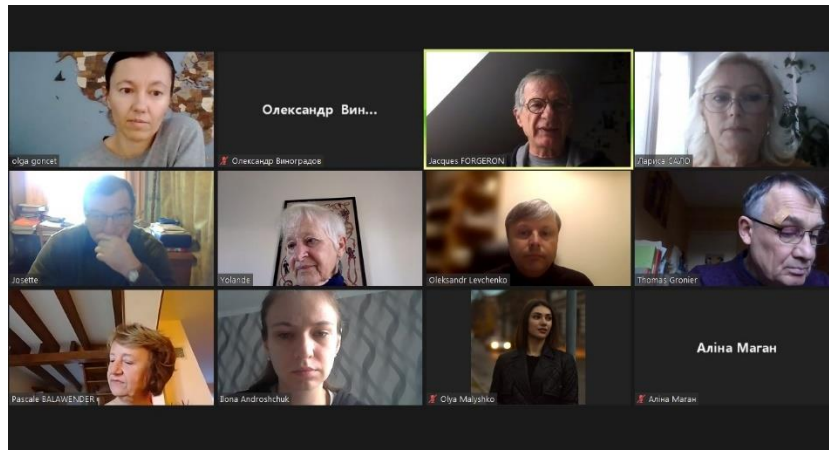 olga goncet
Олександр Вин...
Олександр Виноградов
Jacques FORGERON
Лариса САЛО
Josette
Yolande
Oleksandr Levchenko
Thomas Gronier
Pascale BALAWENDER
Ilona Androshchuk
Olya Malyshko
Аліна Маган
Аліна Маган